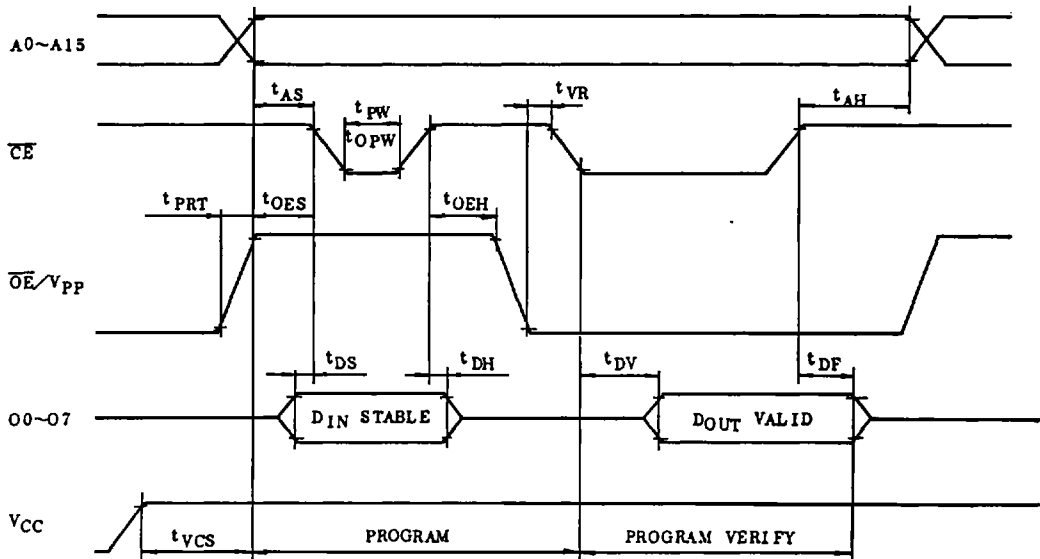 A0~A15
tAS
tVR
tAH
tPW
tOPW
CE
tPRT
tOES
tOEH
OE/VPP
tDS
tDH
tDV
tDF
O0~O7
DIN STABLE
DOUT VALID
VCC
tVCS
PROGRAM
PROGRAM VERIFY